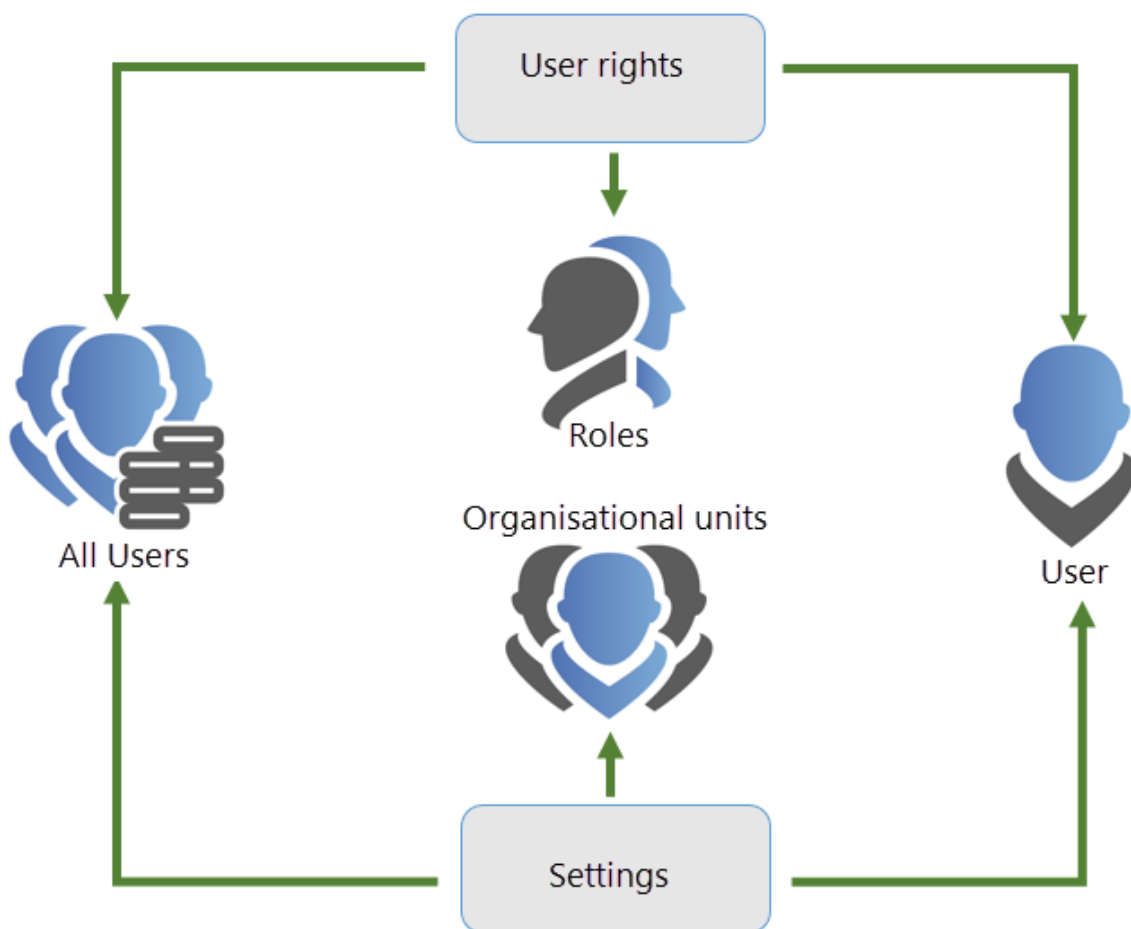 User rights
Roles
Organisational units
All Users
User
Settings